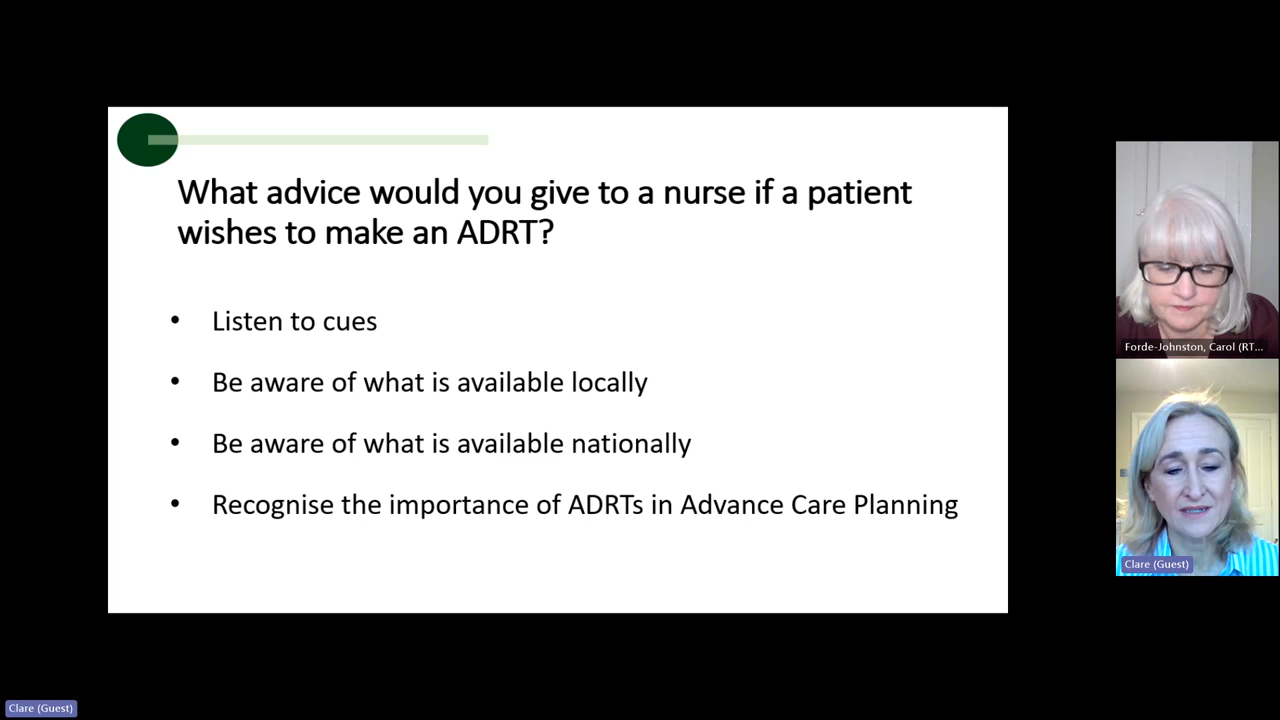 What advice would you give to a nurse if a patient
wishes to make an ADRT?
• Listen to cues
• Be aware of what is available locally
• Be aware of what is available nationally
• Recognise the importance of ADRTs in Advance Care Planning
Forde-Johnston, Carol (RT...
Clare (Guest)
Clare (Guest)